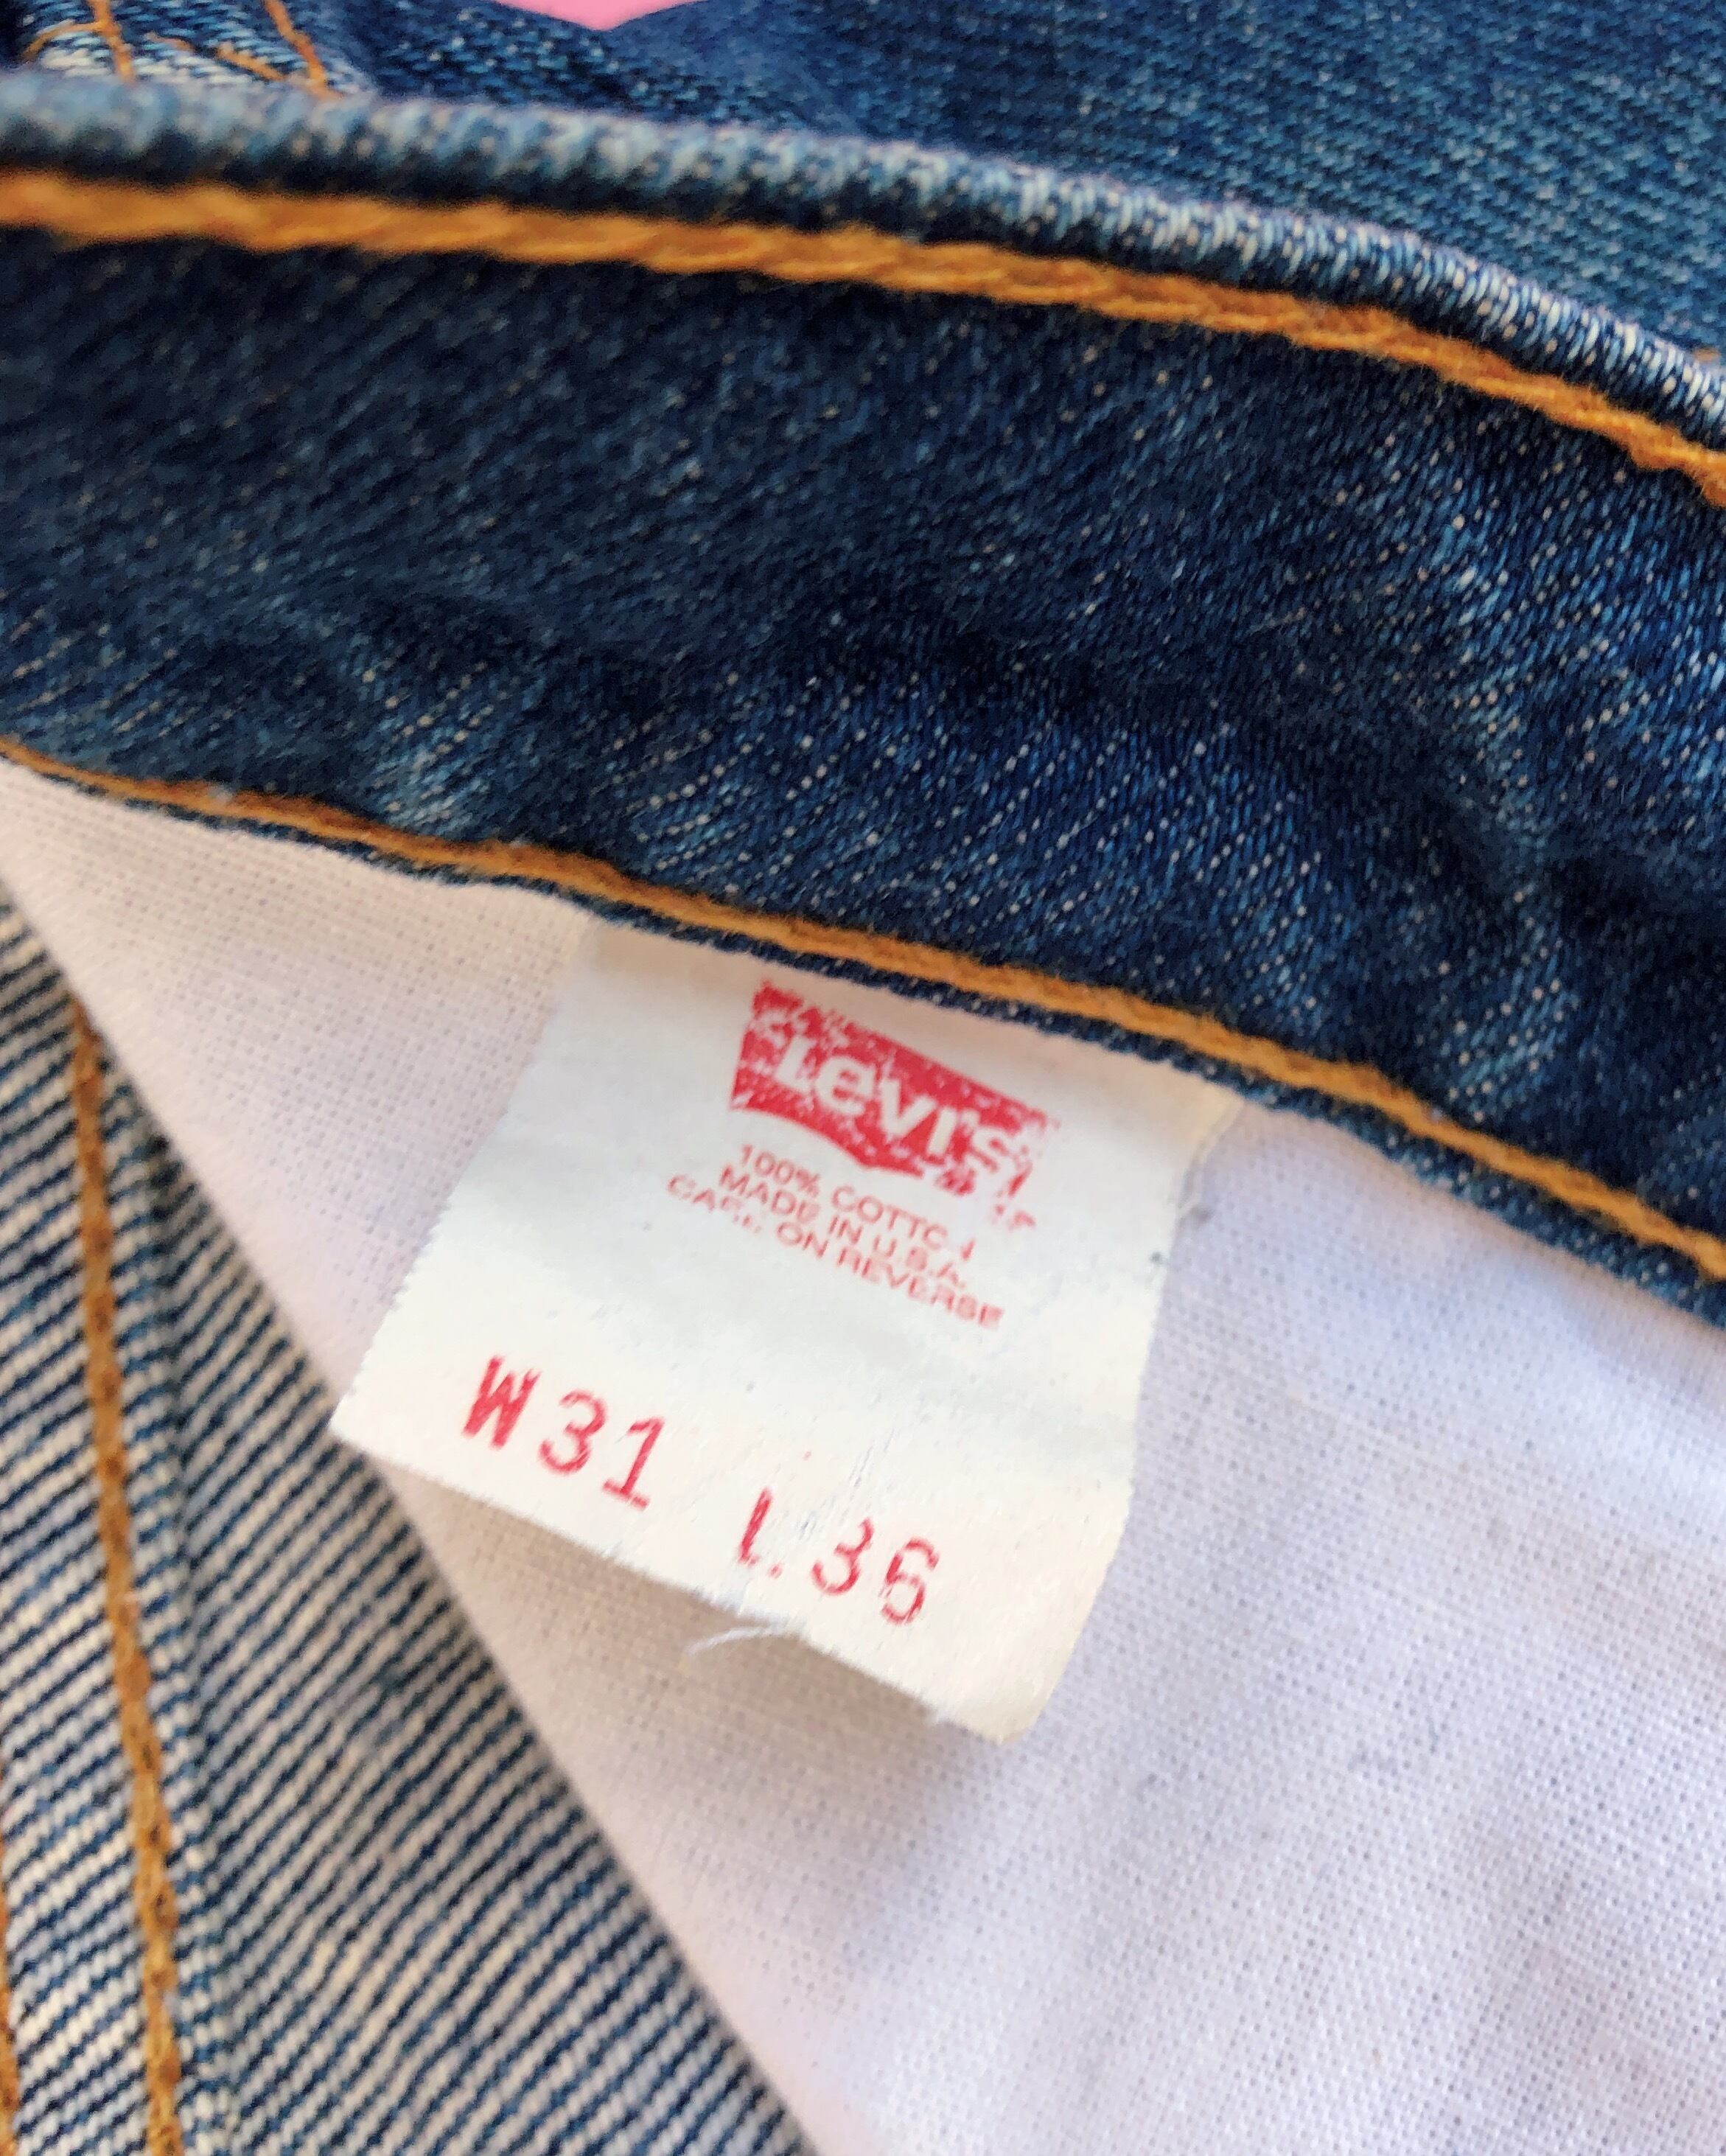 Levi's
100% COTTON
MADE IN U.S.A.
CARE ON REVERSE
W31 L36